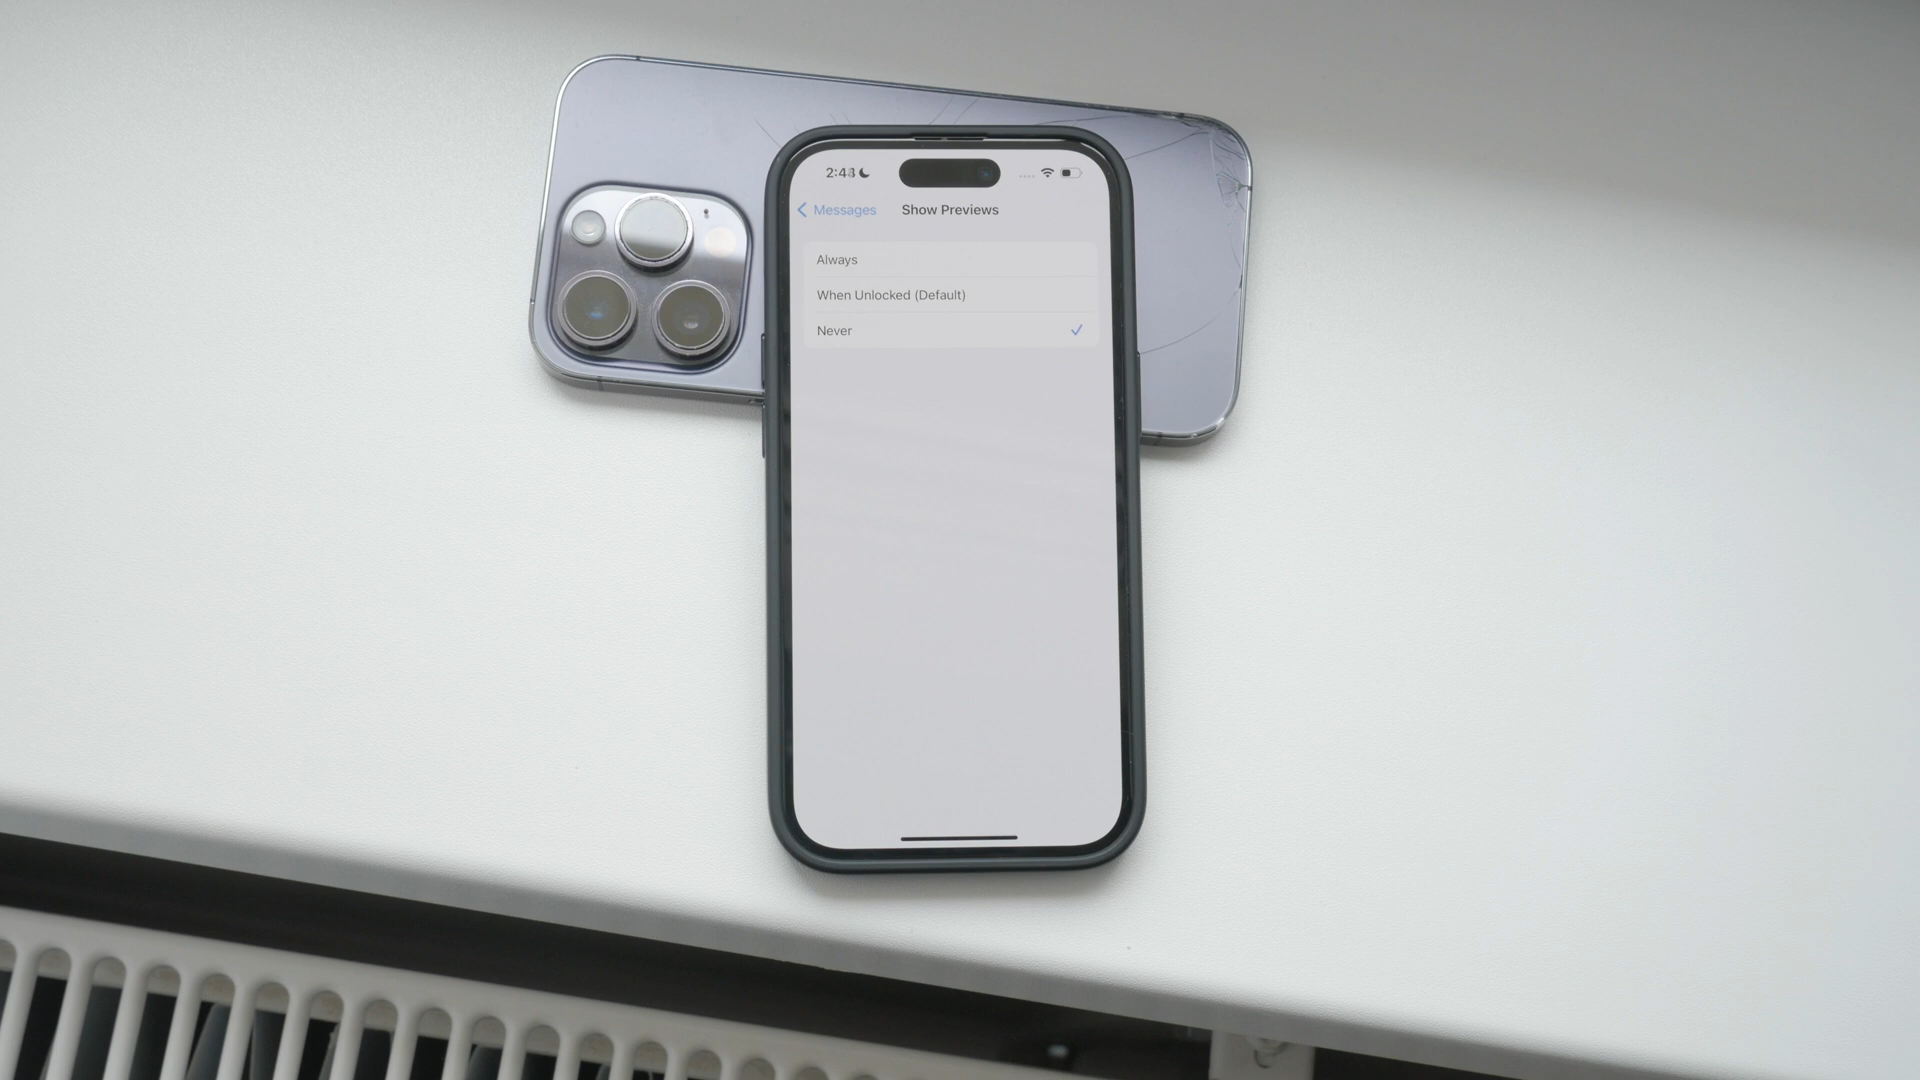 2:48
Messages
Show Previews
Always
When Unlocked (Default)
Never